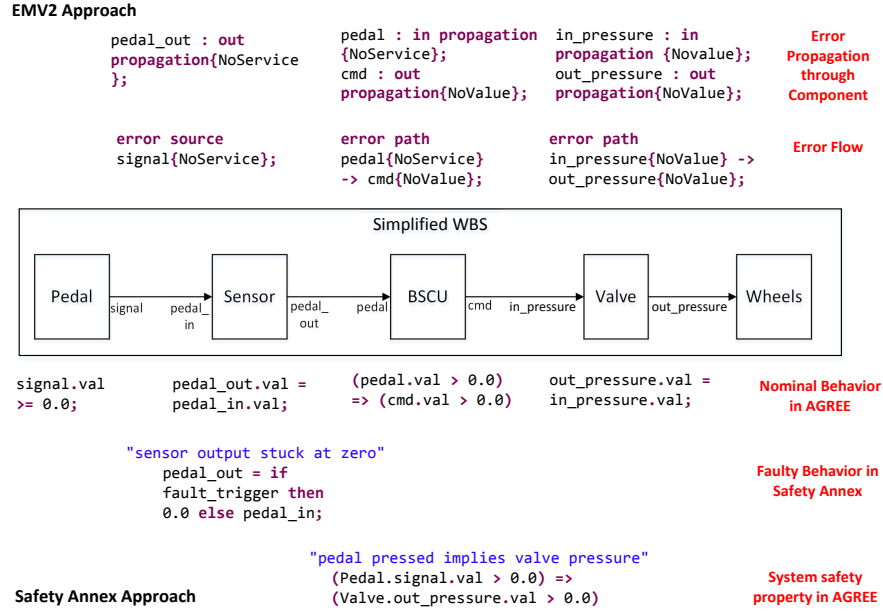 EMV2 Approach
pedal_out : out
propagation{NoService
};
pedal : in propagation
{NoService};
cmd : out
propagation{NoValue};
in_pressure : in
propagation {Novalue};
out_pressure : out
propagation{NoValue};
Error
Propagation
through
Component
error source
signal{NoService};
error path
pedal{NoService}
-> cmd{NoValue};
error path
in_pressure{NoValue} ->
out_pressure{NoValue};
Error Flow
Simplified WBS
Pedal
signal
pedal_
in
Sensor
pedal_
out
pedal
BSCU
cmd
in_pressure
Valve
out_pressure
Wheels
signal.val
>= 0.0;
pedal_out.val =
pedal_in.val;
(pedal.val > 0.0)
=> (cmd.val > 0.0)
out_pressure.val =
in_pressure.val;
Nominal Behavior
in AGREE
"sensor output stuck at zero"
pedal_out = if
fault_trigger then
0.0 else pedal_in;
Faulty Behavior in
Safety Annex
"pedal pressed implies valve pressure"
(Pedal.signal.val > 0.0) =>
(Valve.out_pressure.val > 0.0)
System safety
property in AGREE
Safety Annex Approach